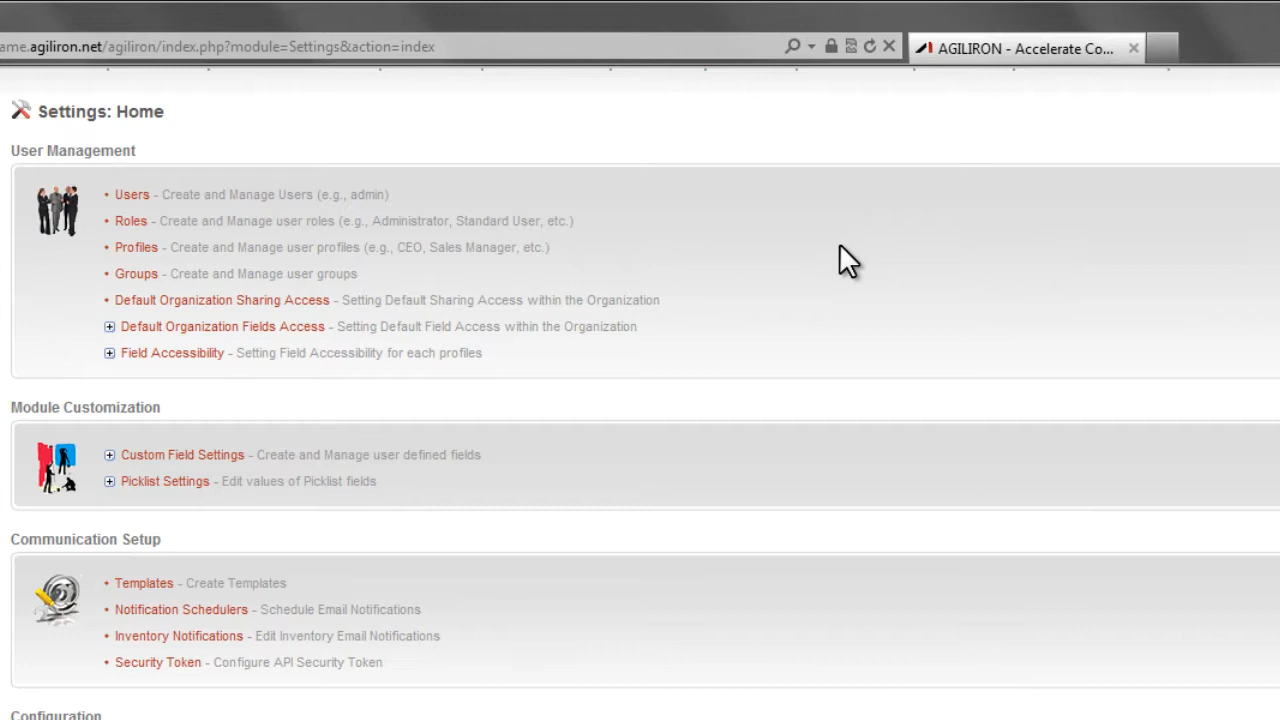 ame.agiliron.net/agiliron/index.php?module=Settings&action=index
AGILIRON - Accelerate Co...
Settings: Home
User Management
• Users - Create and Manage Users (e.g., admin)
• Roles - Create and Manage user roles (e.g., Administrator, Standard User, etc.)
• Profiles - Create and Manage user profiles (e.g., CEO, Sales Manager, etc.)
• Groups - Create and Manage user groups
• Default Organization Sharing Access - Setting Default Sharing Access within the Organization
Default Organization Fields Access - Setting Default Field Access within the Organization
Field Accessibility - Setting Field Accessibility for each profiles
Module Customization
Custom Field Settings - Create and Manage user defined fields
Picklist Settings - Edit values of Picklist fields
Communication Setup
• Templates - Create Templates
• Notification Schedulers - Schedule Email Notifications
• Inventory Notifications - Edit Inventory Email Notifications
• Security Token - Configure API Security Token
Configuration